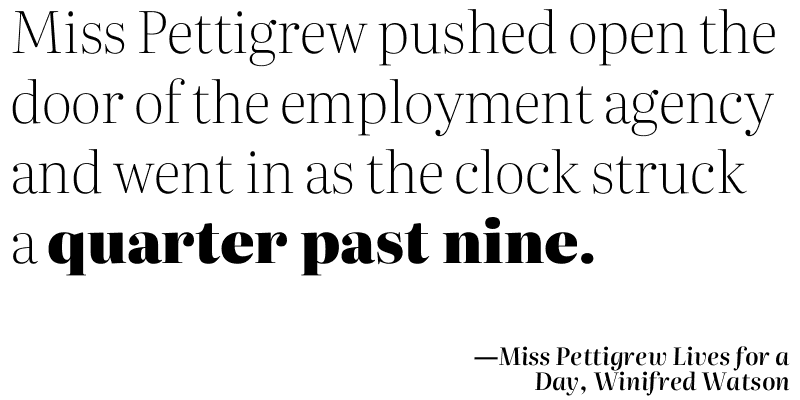 Miss Pettigrew pushed open the
door of the employment agency
and went in as the clock struck
a quarter past nine.
—Miss Pettigrew Lives for a
Day, Winifred Watson